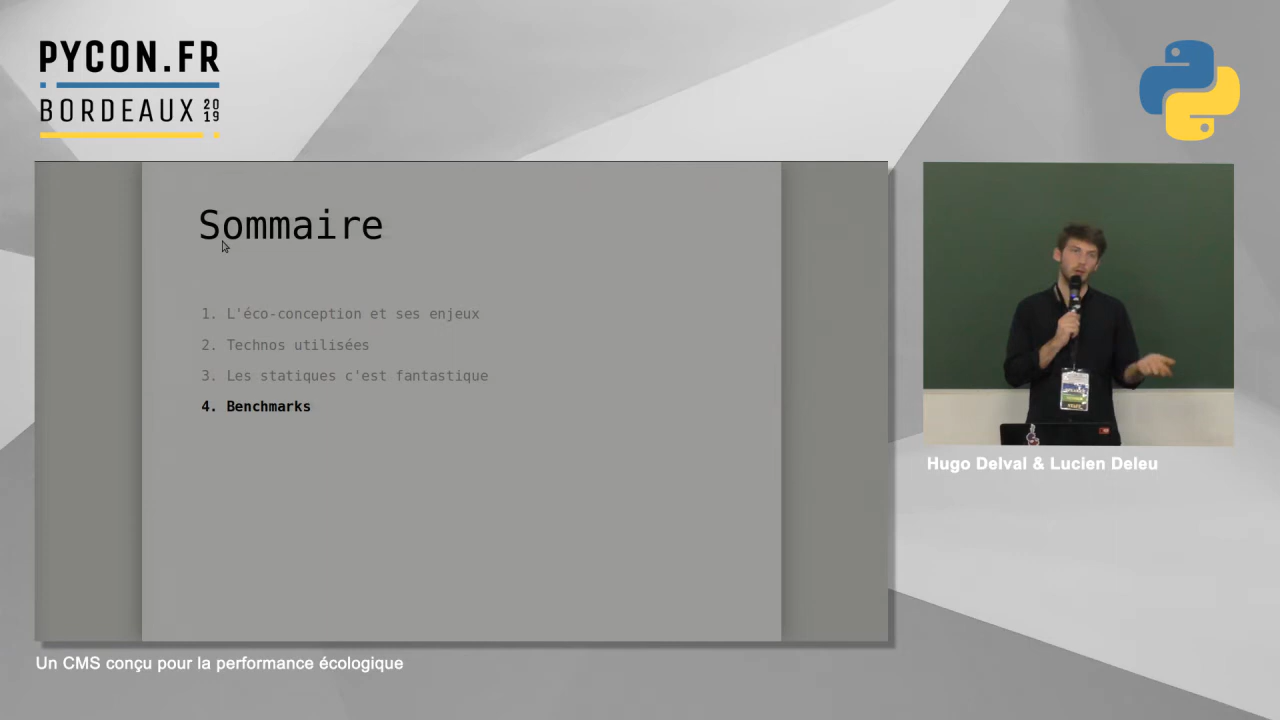 PYCON.FR
BORDEAUX 2019
Sommaire
1. L'éco-conception et ses enjeux
2. Technos utilisées
3. Les statiques c'est fantastique
4. Benchmarks
Hugo Delval & Lucien Deleu
Un CMS conçu pour la performance écologique